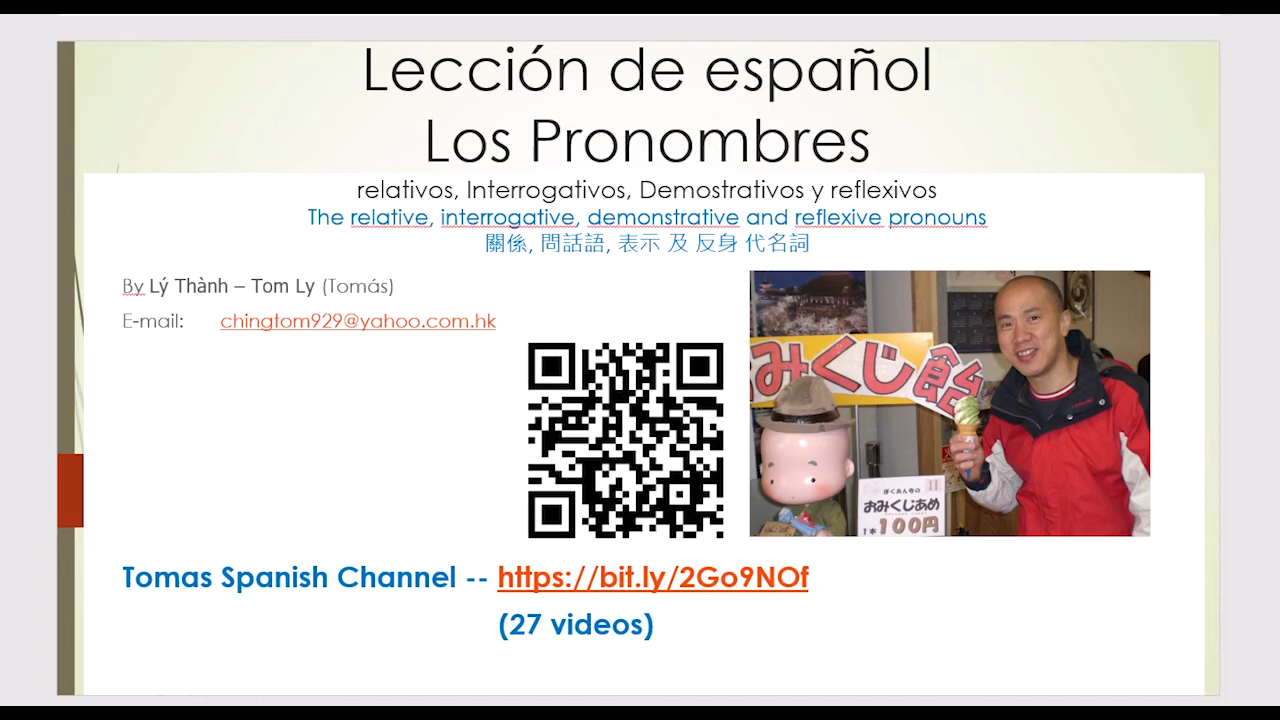 Lección de español
Los Pronombres
relativos, Interrogativos, Demostrativos y reflexivos
The relative, interrogative, demonstrative and reflexive pronouns
關係, 問話語, 表示 及 反身 代名詞
By Lý Thành – Tom Ly (Tomás)
E-mail: chingtom929@yahoo.com.hk
おみくじ飴
おみくじあめ
1本100円
Tomas Spanish Channel -- https://bit.ly/2Go9NOf
(27 videos)